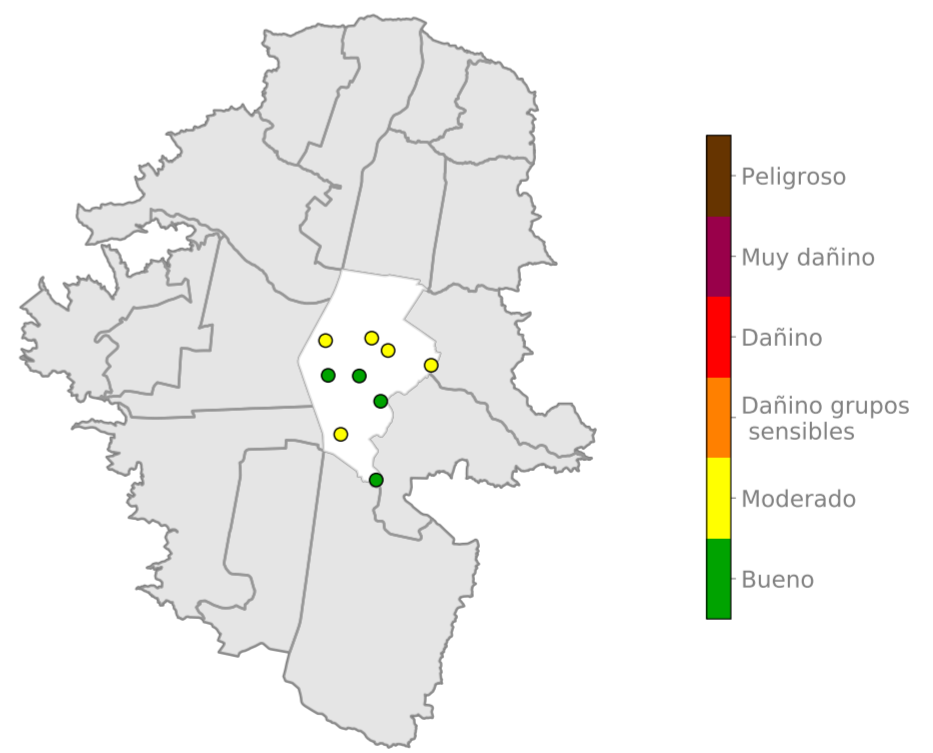 Peligroso
Muy dañino
Dañino
Dañino grupos
sensibles
Moderado
Bueno